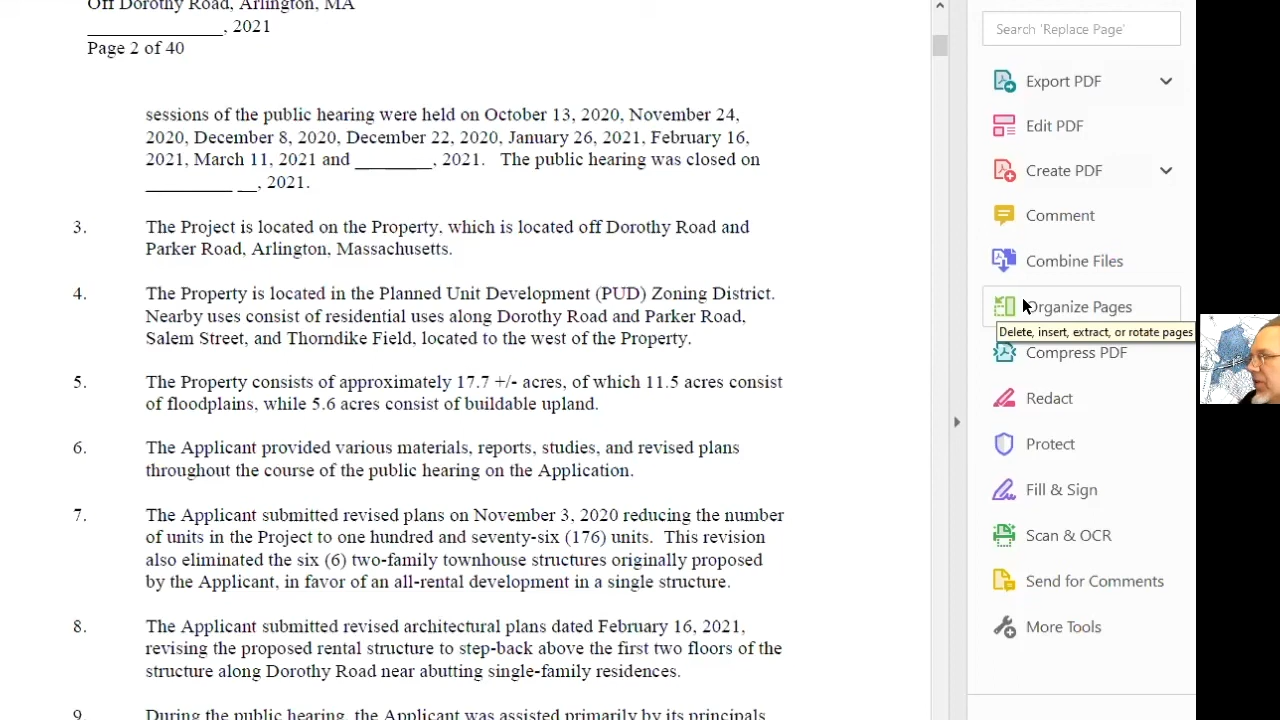 Off Dorothy Road, Arlington, MA
________________, 2021
Page 2 of 40
sessions of the public hearing were held on October 13, 2020, November 24,
2020, December 8, 2020, December 22, 2020, January 26, 2021, February 16,
2021, March 11, 2021 and _________, 2021. The public hearing was closed on
__________ __, 2021.
3. The Project is located on the Property, which is located off Dorothy Road and
Parker Road, Arlington, Massachusetts.
4. The Property is located in the Planned Unit Development (PUD) Zoning District.
Nearby uses consist of residential uses along Dorothy Road and Parker Road,
Salem Street, and Thorndike Field, located to the west of the Property.
5. The Property consists of approximately 17.7 +/- acres, of which 11.5 acres consist
of floodplains, while 5.6 acres consist of buildable upland.
6. The Applicant provided various materials, reports, studies, and revised plans
throughout the course of the public hearing on the Application.
7. The Applicant submitted revised plans on November 3, 2020 reducing the number
of units in the Project to one hundred and seventy-six (176) units. This revision
also eliminated the six (6) two-family townhouse structures originally proposed
by the Applicant, in favor of an all-rental development in a single structure.
8. The Applicant submitted revised architectural plans dated February 16, 2021,
revising the proposed rental structure to step-back above the first two floors of the
structure along Dorothy Road near abutting single-family residences.
9. During the public hearing, the Applicant was assisted primarily by its principals
Search 'Replace Page'
Export PDF
Edit PDF
Create PDF
Comment
Combine Files
Organize Pages
Delete, insert, extract, or rotate pages
Compress PDF
Redact
Protect
Fill & Sign
Scan & OCR
Send for Comments
More Tools